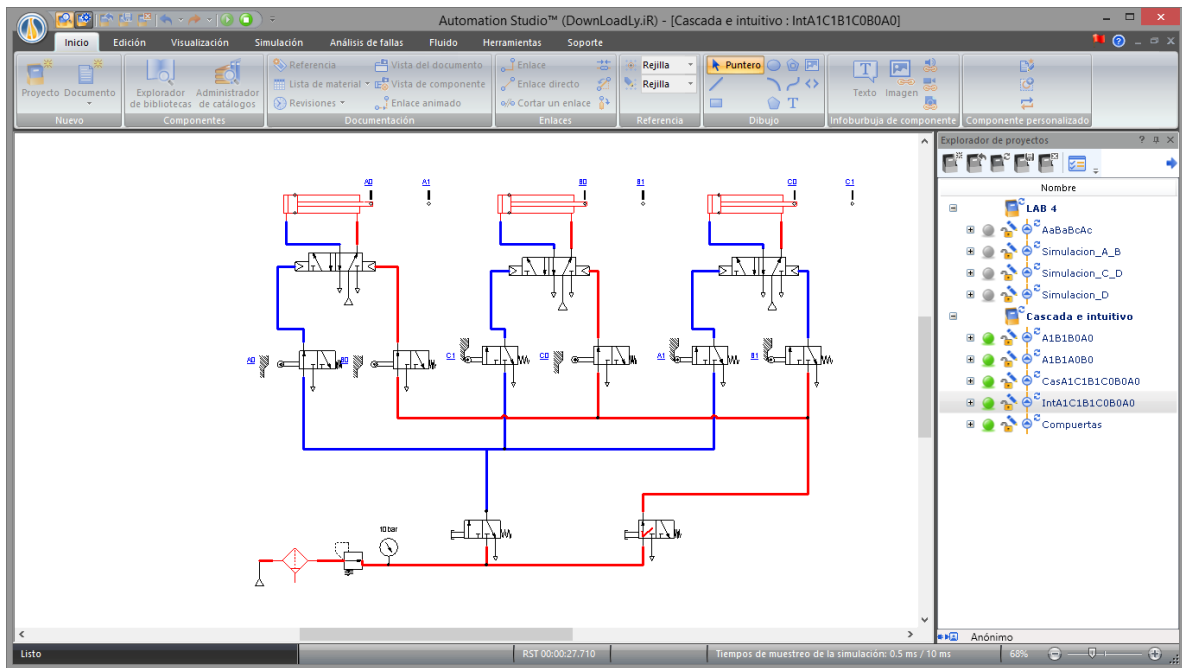 Automation Studio™ (DownLoadLy.iR) - [Cascada e intuitivo : IntA1C1B1C0B0A0]
Inicio Edición Visualización Simulación Análisis de fallas Fluido Herramientas Soporte
Proyecto Documento
Nuevo
Explorador de bibliotecas
Administrador de catálogos
Componentes
Referencia Vista del documento
Lista de material Vista de componente
Revisiones Enlace animado
Documentación
Enlace
Enlace directo
Cortar un enlace
Enlaces
Rejilla
Rejilla
Referencia
Puntero
T
Dibujo
Texto Imagen
Infoburbuja de componente
Componente personalizado
A0 A1 B0 B1 C0 C1
A0 B0 C1 C0 A1 B1
10 bar
Explorador de proyectos
Nombre
LAB 4
AaBaBcAc
Simulacion_A_B
Simulacion_C_D
Simulacion_D
Cascada e intuitivo
A1B1B0A0
A1B1A0B0
CasA1C1B1C0B0A0
IntA1C1B1C0B0A0
Compuertas
Anónimo
Listo RST 00:00:27.710 Tiempos de muestreo de la simulación: 0.5 ms / 10 ms 68%